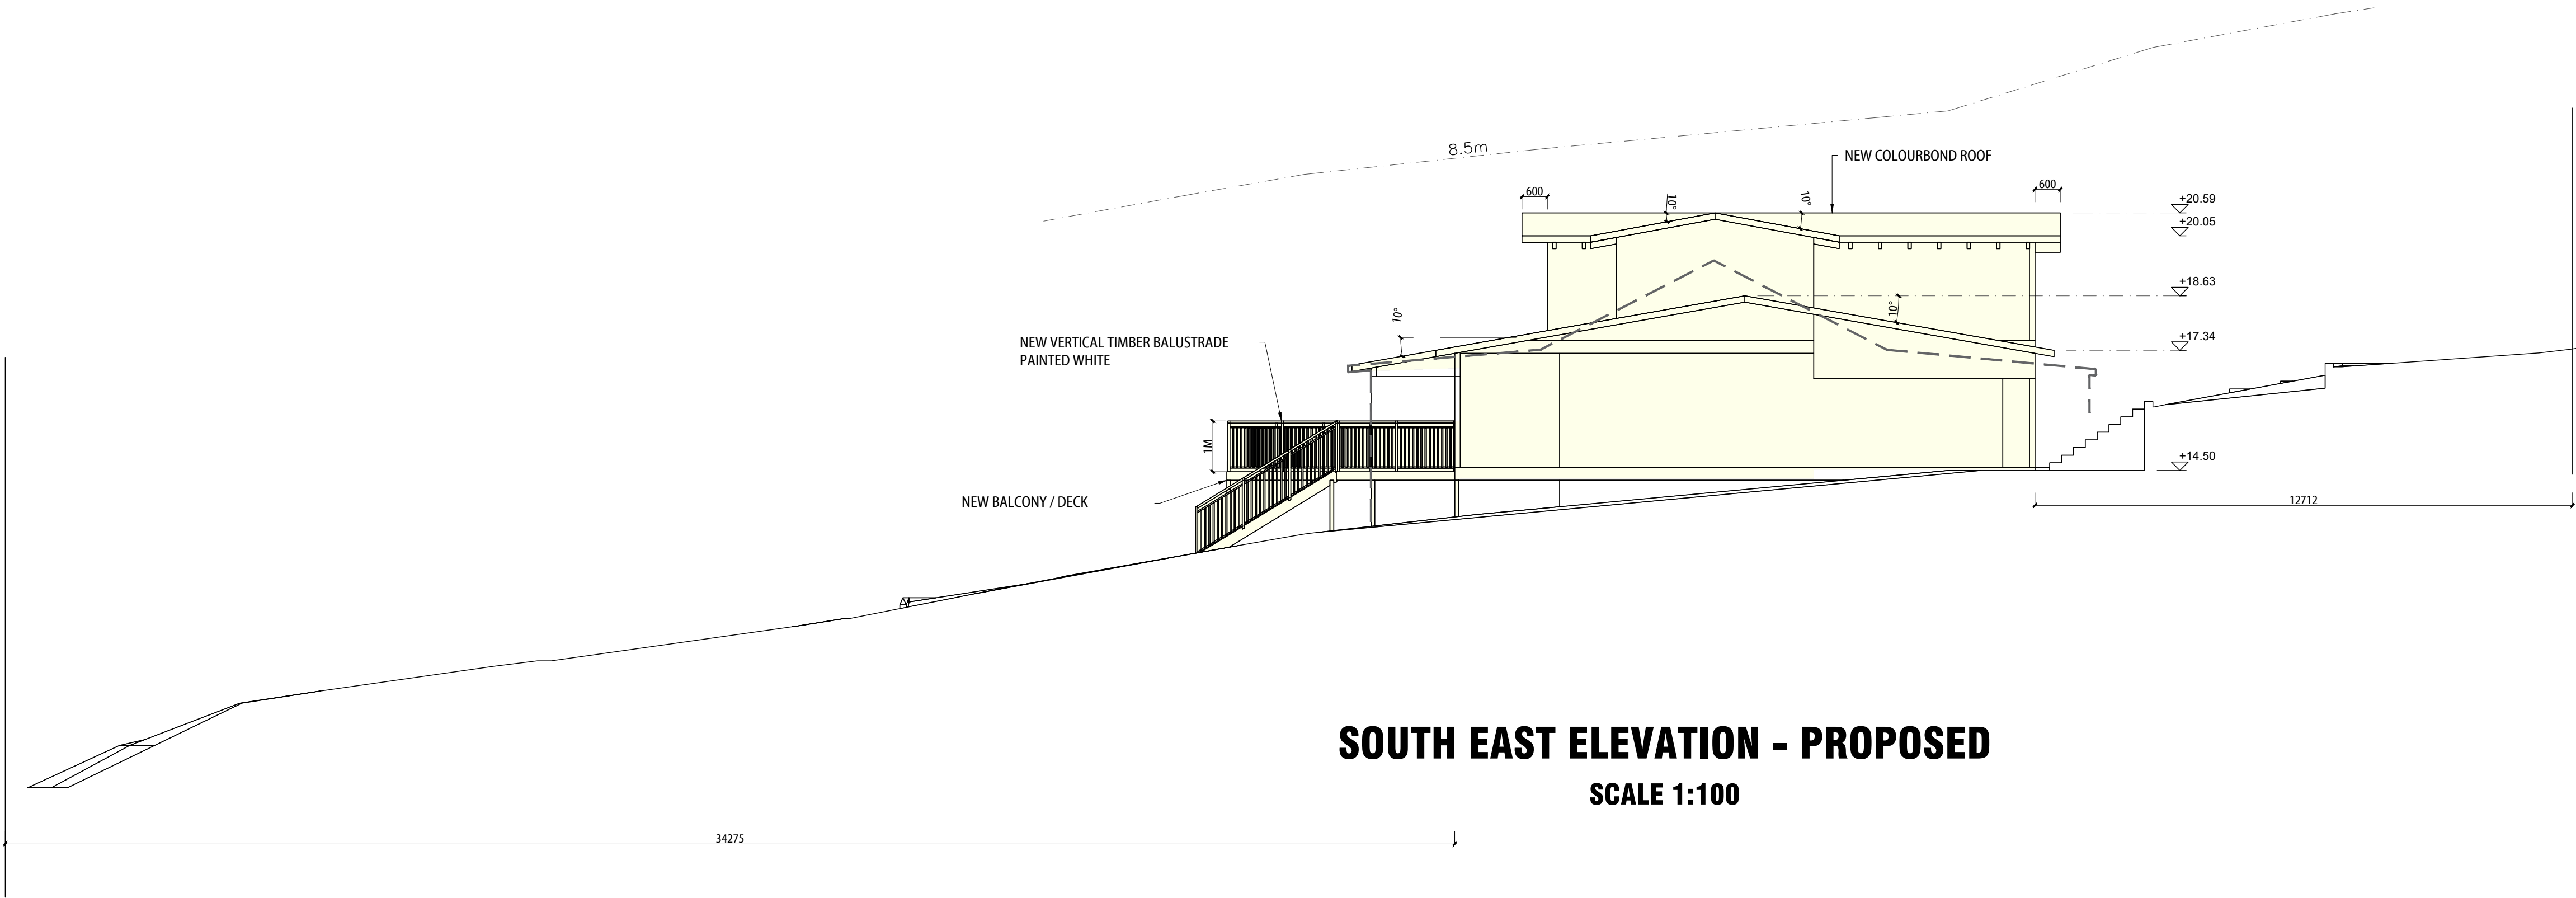 8.5m
NEW COLOURBOND ROOF
600
10°
10°
600
+20.59
+20.05
+18.63
10°
10°
+17.34
NEW VERTICAL TIMBER BALUSTRADE
PAINTED WHITE
1M
+14.50
NEW BALCONY / DECK
12712
SOUTH EAST ELEVATION - PROPOSED
SCALE 1:100
34275